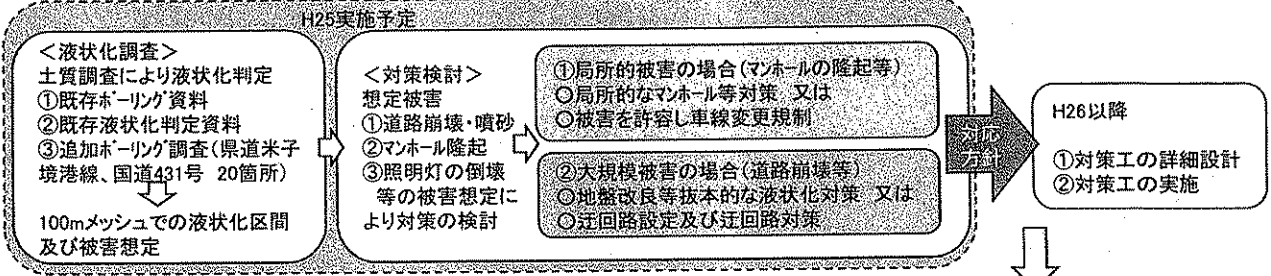 H25実施予定
<液状化調査>
土質調査により液状化判定
①既存ボーリング資料
②既存液状化判定資料
③追加ボーリング調査(県道米子
境港線、国道431号 20箇所)
100mメッシュでの液状化区間
及び被害想定
<対策検討>
想定被害
①道路崩壊・噴砂
②マンホール隆起
③照明灯の倒壊
等の被害想定に
より対策の検討
①局所的被害の場合(マンホールの隆起等)
○局所的なマンホール等対策 又は
○被害を許容し車線変更規制
②大規模被害の場合(道路崩壊等)
○地盤改良等抜本的な液状化対策 又は
○迂回路設定及び迂回路対策
対応
方針
H26以降
①対策工の詳細設計
②対策工の実施